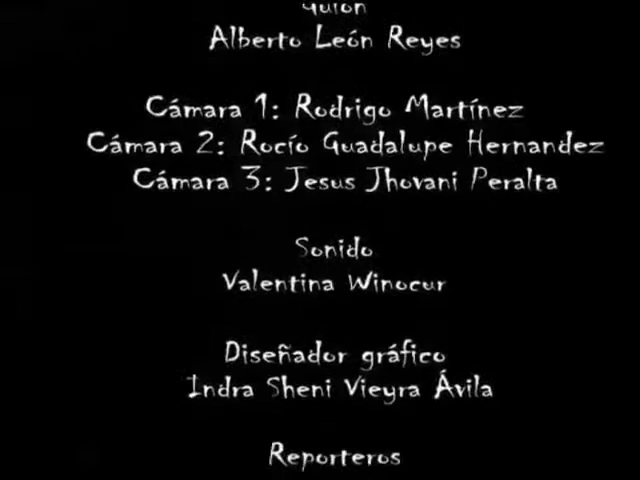 guion
Alberto León Reyes
Cámara 1: Rodrigo Martínez
Cámara 2: Rocío Guadalupe Hernandez
Cámara 3: Jesus Jhovani Peralta
Sonido
Valentina Winocur
Diseñador gráfico
Indra Sheni Vieyra Ávila
Reporteros